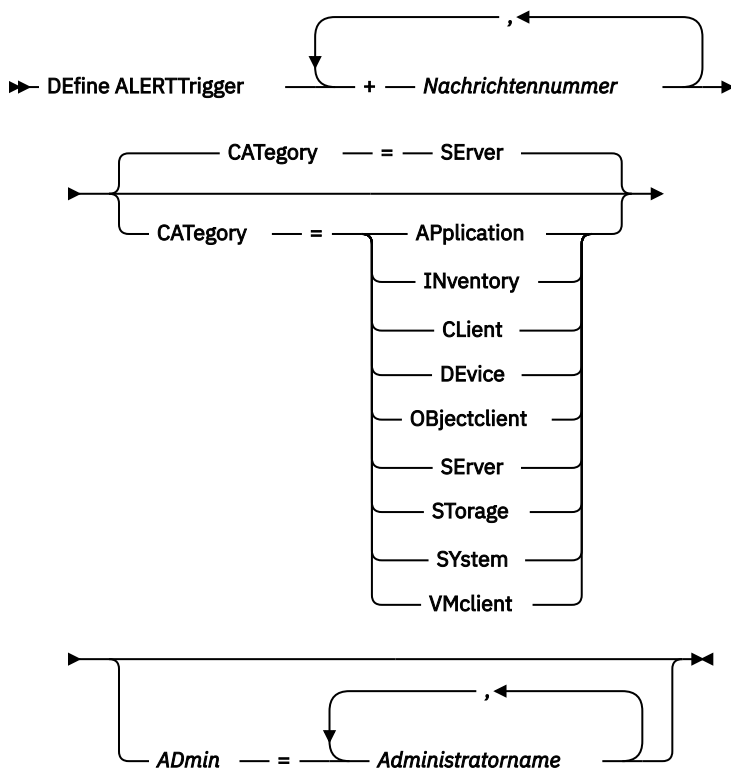 ,
DEfine ALERTTrigger + Nachrichtennummer
CATegory = SErver
CATegory = APplication
INventory
CLient
DEvice
OBjectclient
SErver
STorage
SYstem
VMclient
,
ADmin = Administratorname